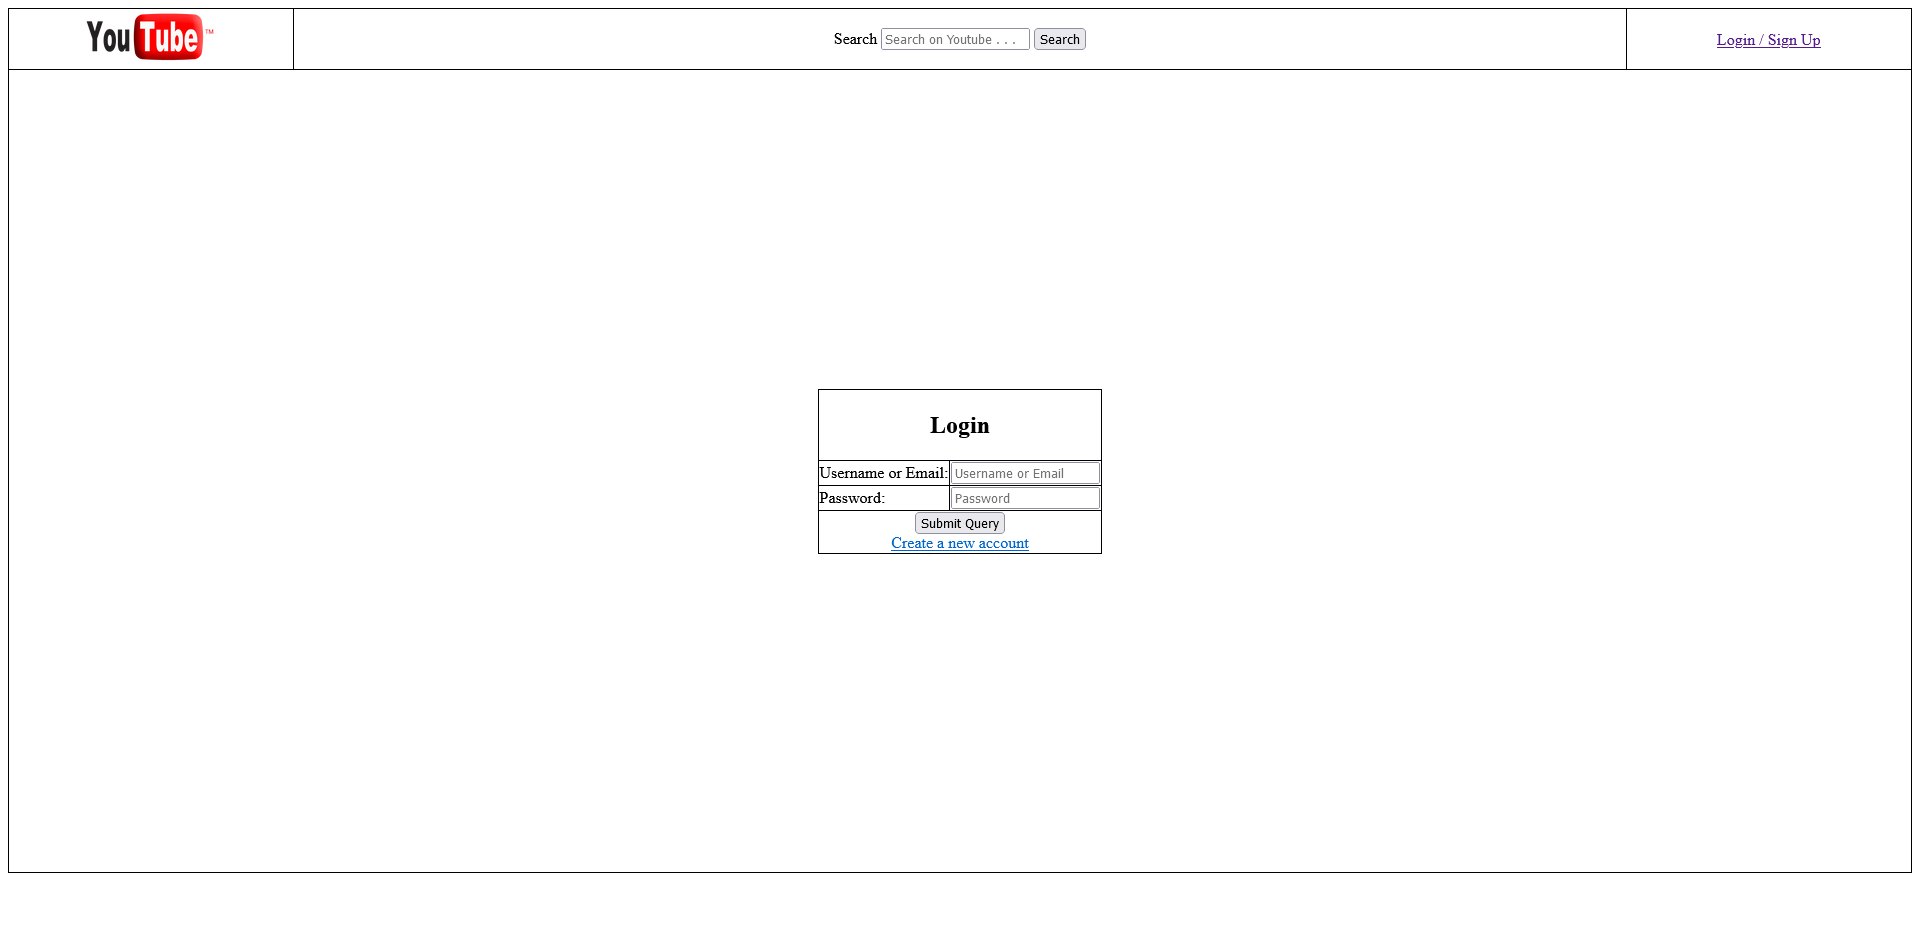 YouTube™
Search Search on Youtube . . . Search
Login / Sign Up
Login
Username or Email: Username or Email
Password: Password
Submit Query
Create a new account